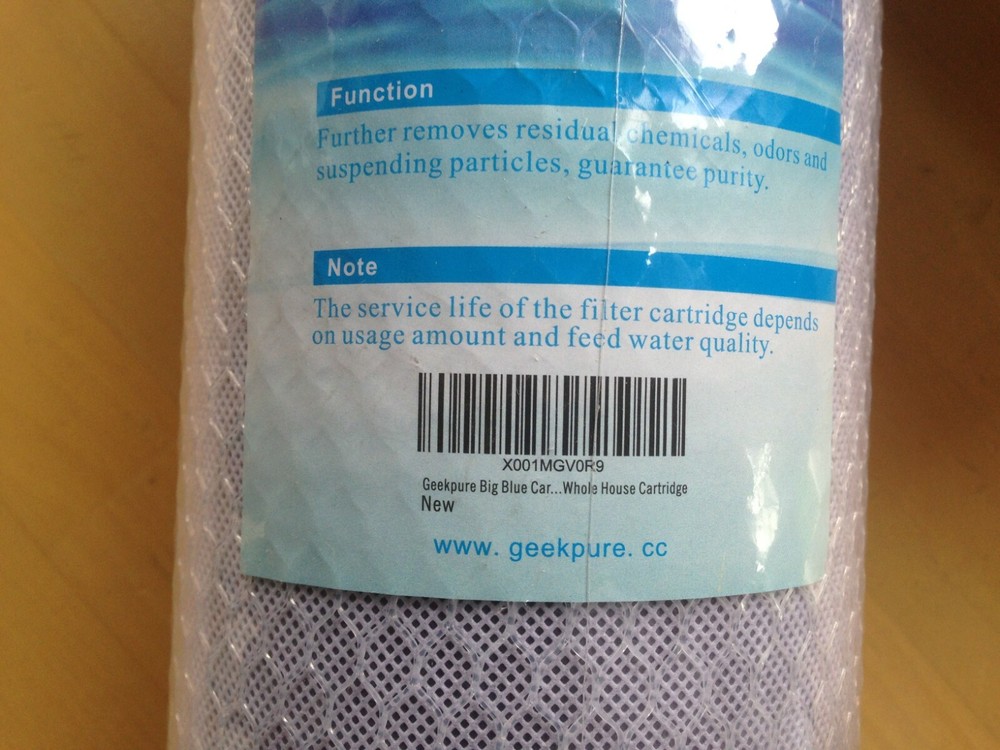 Function
Further removes residual chemicals, odors and
suspending particles, guarantee purity.
Note
The service life of the filter cartridge depends
on usage amount and feed water quality.
X001MGV0R9
Geekpure Big Blue Car...Whole House Cartridge
New
www. geekpure. cc